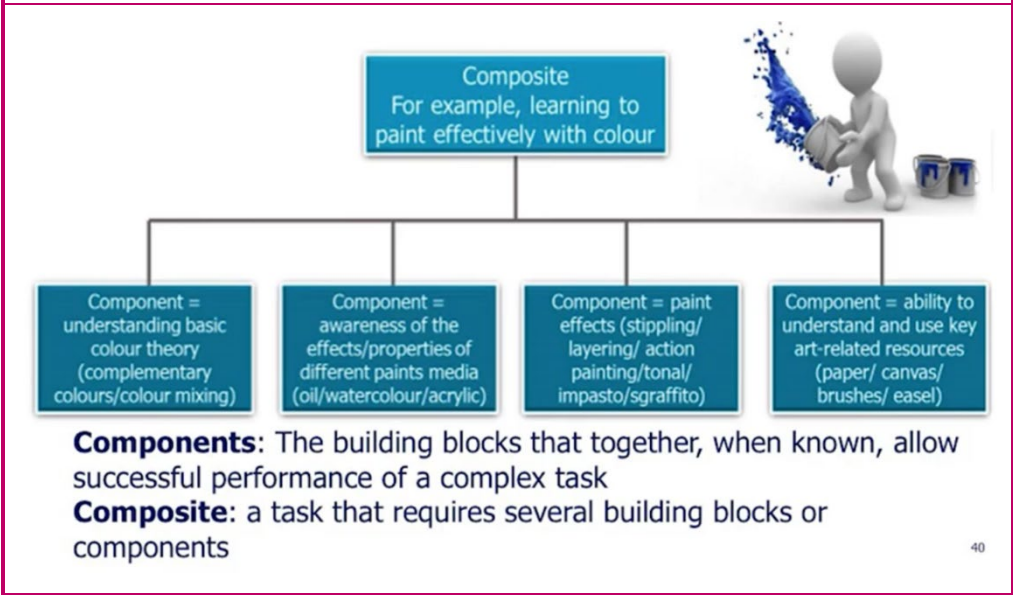 Composite
For example, learning to
paint effectively with colour
Component =
understanding basic
colour theory
(complementary
colours/colour mixing)
Component =
awareness of the
effects/properties of
different paints media
(oil/watercolour/acrylic)
Component = paint
effects (stippling/
layering/ action
painting/tonal/
impasto/sgraffito)
Component = ability to
understand and use key
art-related resources
(paper/ canvas/
brushes/ easel)
Components: The building blocks that together, when known, allow
successful performance of a complex task
Composite: a task that requires several building blocks or
components
40